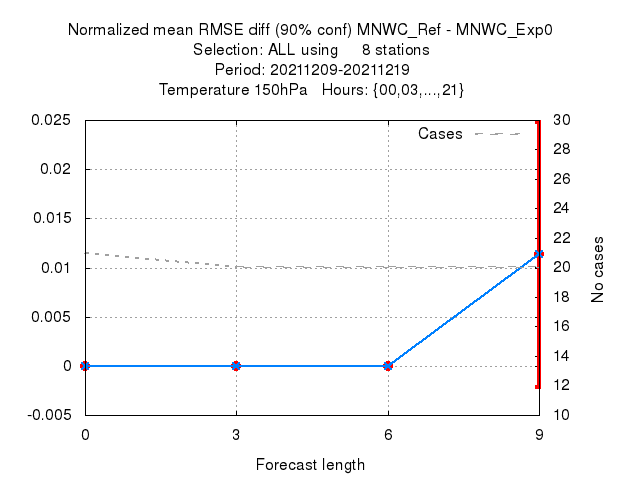 Normalized mean RMSE diff (90% conf) MNWC_Ref - MNWC_Exp0
Selection: ALL using 8 stations
Period: 20211209-20211219
Temperature 150hPa Hours: {00,03,...,21}
Cases
0.025
0.02
0.015
0.01
0.005
0
-0.005
30
28
26
24
22
20
18
16
14
12
10
No cases
0 3 6 9
Forecast length